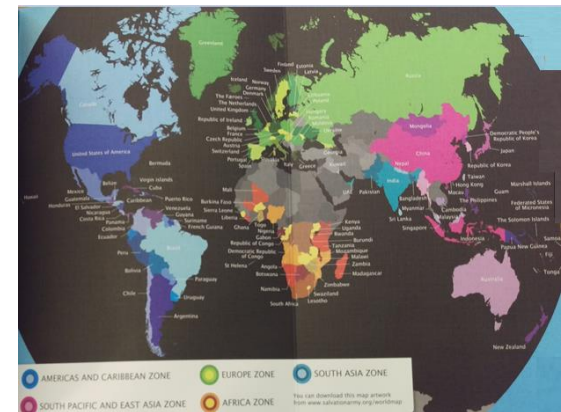 Greenland
Finland
Estonia
Sweden
Latvia
Iceland
Norway
Germany
Denmark
The Faroes
The Netherlands
United Kingdom
Republic of Ireland
Belgium
France
Czech Republic
Austria
Switzerland
Portugal
Spain
Italy
Greece
Georgia
Kuwait
UAE
Pakistan
Russia
Canada
United States of America
Bermuda
Hawaii
Mexico
Belize
Virgin Islands
Cuba
Guatemala
Puerto Rico
Honduras
El Salvador
Caribbean
Nicaragua
Venezuela
Costa Rica
Guyana
Panama
Suriname
Colombia
French Guiana
Ecuador
Brazil
Peru
Bolivia
Paraguay
Chile
Uruguay
Argentina
Mali
Burkina Faso
Sierra Leone
Liberia
Ghana
Togo
Nigeria
Gabon
Republic of Congo
Democratic Republic
of Congo
St Helena
Angola
Botswana
Namibia
South Africa
Kenya
Uganda
Rwanda
Burundi
Tanzania
Mozambique
Malawi
Zambia
Madagascar
Zimbabwe
Swaziland
Lesotho
Mongolia
China
Nepal
India
Democratic People's
Republic of Korea
Japan
Republic of Korea
Taiwan
Hong Kong
Macau
Marshall Islands
Guam
Bangladesh
Myanmar
The Philippines
Federated States
of Micronesia
Cambodia
Malaysia
Sri Lanka
The Solomon Islands
Singapore
Indonesia
Papua New Guinea
Samoa
Fiji
Tonga
Australia
New Zealand
AMERICAS AND CARIBBEAN ZONE
EUROPE ZONE
SOUTH ASIA ZONE
SOUTH PACIFIC AND EAST ASIA ZONE
AFRICA ZONE
You can download this map artwork
from www.salvationarmy.org/worldmap.